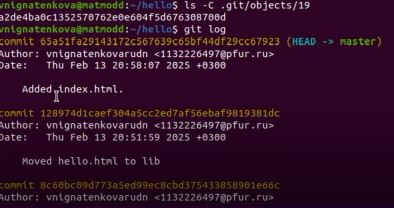 vnignatenkova@matmodd:~/hello$ ls -C .git/objects/19
a2de4ba0c1352570762e0e604f5d676308700d
vnignatenkova@matmodd:~/hello$ git log
commit 65a51fa29143172c567639c65bf44df29cc67923 (HEAD -> master)
Author: vnignatenkovarudn <1132226497@pfur.ru>
Date: Thu Feb 13 20:58:07 2025 +0300
Added index.html.
commit 128974d1caef304a5cc2ed7af56ebaf9819381dc
Author: vnignatenkovarudn <1132226497@pfur.ru>
Date: Thu Feb 13 20:51:59 2025 +0300
Moved hello.html to lib
commit 8c60bc09d773a5ed99ec8cbd375433858901e66c
Author: vnignatenkovarudn <1132226497@pfur.ru>